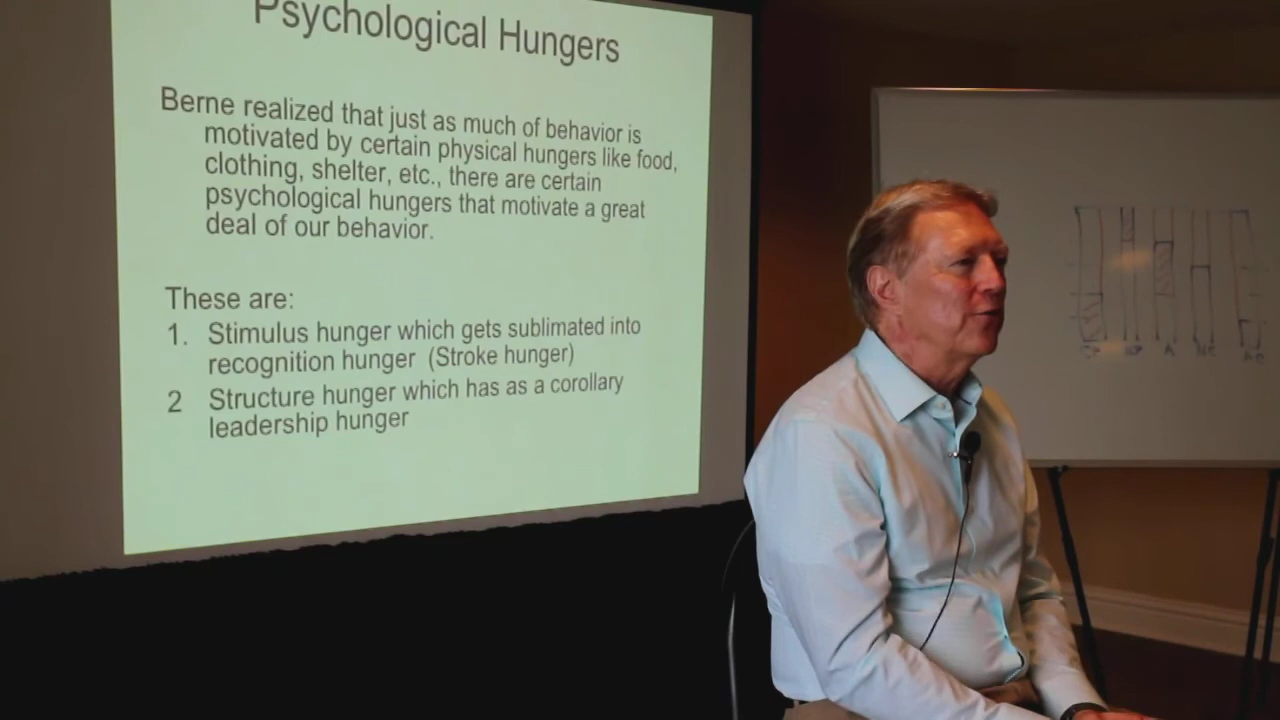 Psychological Hungers
Berne realized that just as much of behavior is
motivated by certain physical hungers like food,
clothing, shelter, etc., there are certain
psychological hungers that motivate a great
deal of our behavior.
These are:
1. Stimulus hunger which gets sublimated into
recognition hunger (Stroke hunger)
2 Structure hunger which has as a corollary
leadership hunger
A